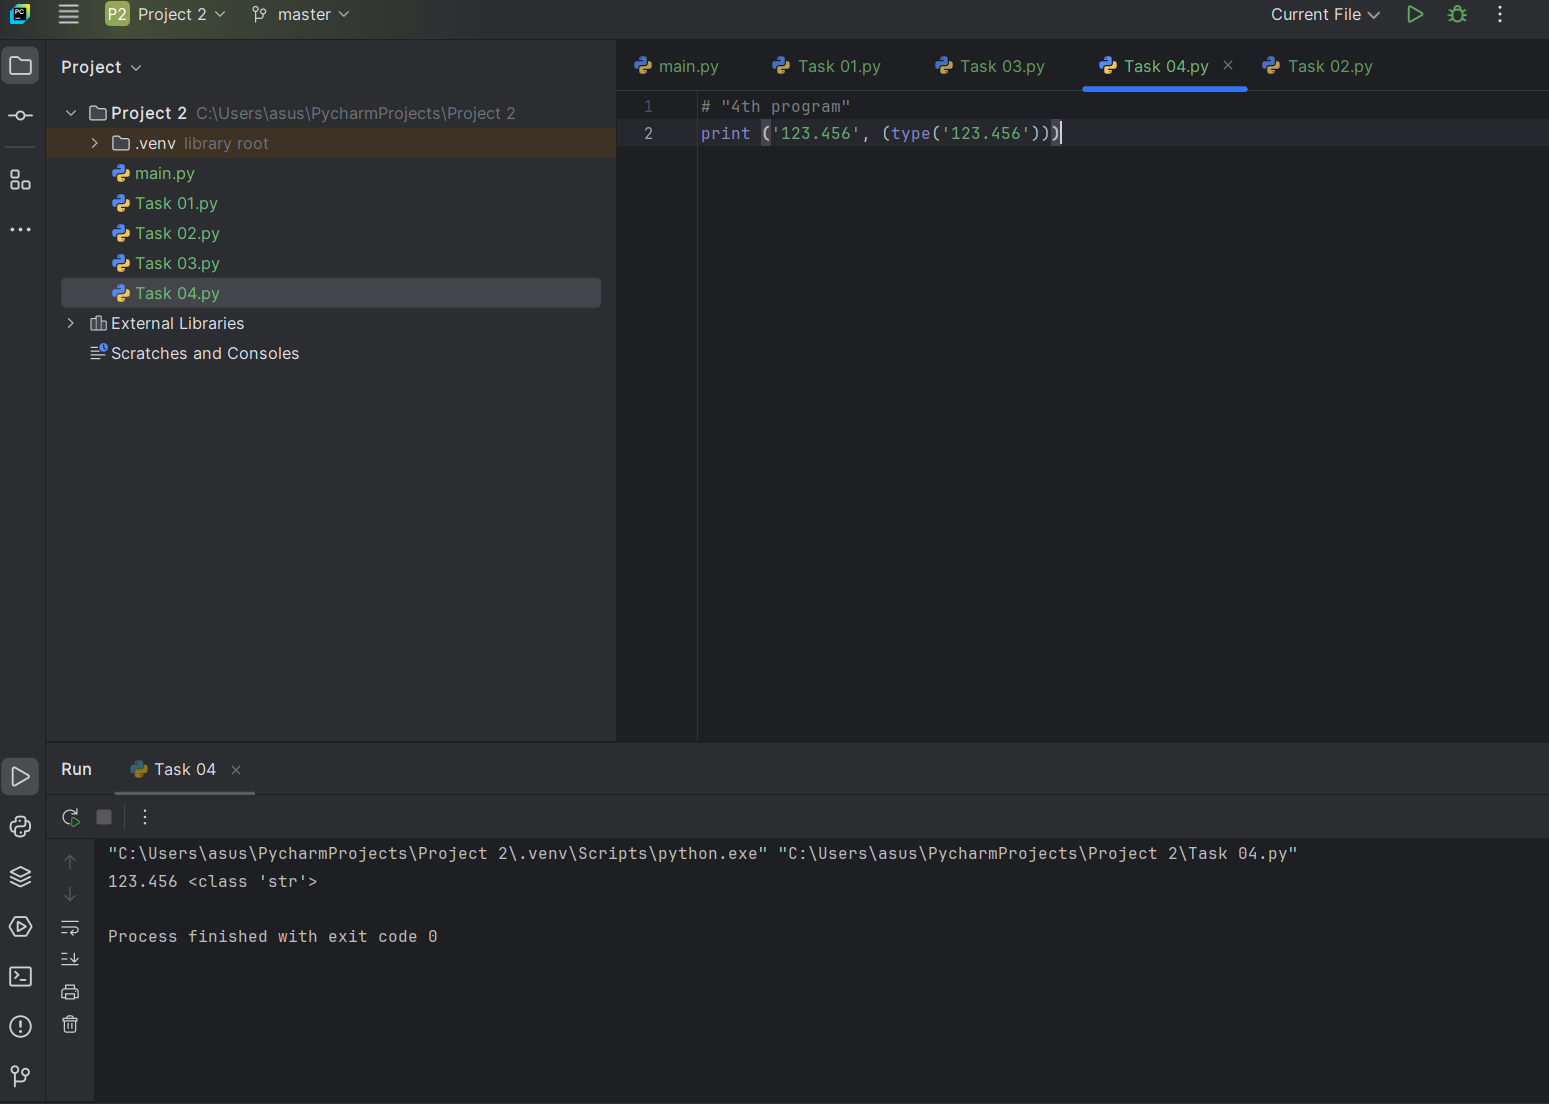 PC P2 Project 2 master Current File
Project
main.py Task 01.py Task 03.py Task 04.py Task 02.py
Project 2 C:\Users\asus\PycharmProjects\Project 2
.venv library root
main.py
Task 01.py
Task 02.py
Task 03.py
Task 04.py
External Libraries
Scratches and Consoles
1 # "4th program"
2 print ('123.456', (type('123.456')))
Run Task 04
"C:\Users\asus\PycharmProjects\Project 2\.venv\Scripts\python.exe" "C:\Users\asus\PycharmProjects\Project 2\Task 04.py"
123.456 <class 'str'>
Process finished with exit code 0